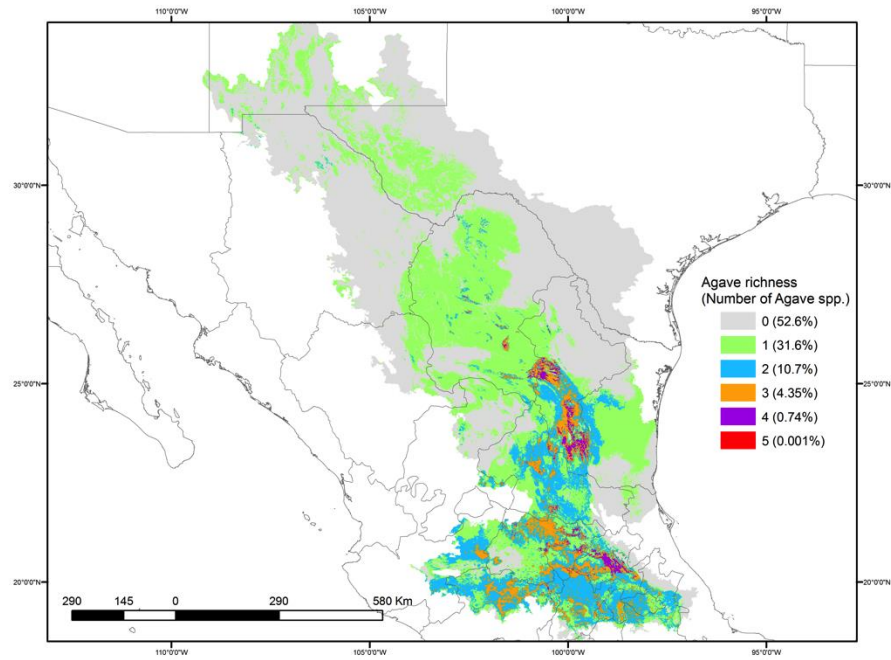 110°0'0"W 105°0'0"W 100°0'0"W 95°0'0"W
30°0'0"N 30°0'0"N
Agave richness
(Number of Agave spp.)
0 (52.6%)
1 (31.6%)
2 (10.7%)
3 (4.35%)
4 (0.74%)
5 (0.001%)
25°0'0"N 25°0'0"N
20°0'0"N 20°0'0"N
290 145 0 290 580 Km
110°0'0"W 105°0'0"W 100°0'0"W 95°0'0"W